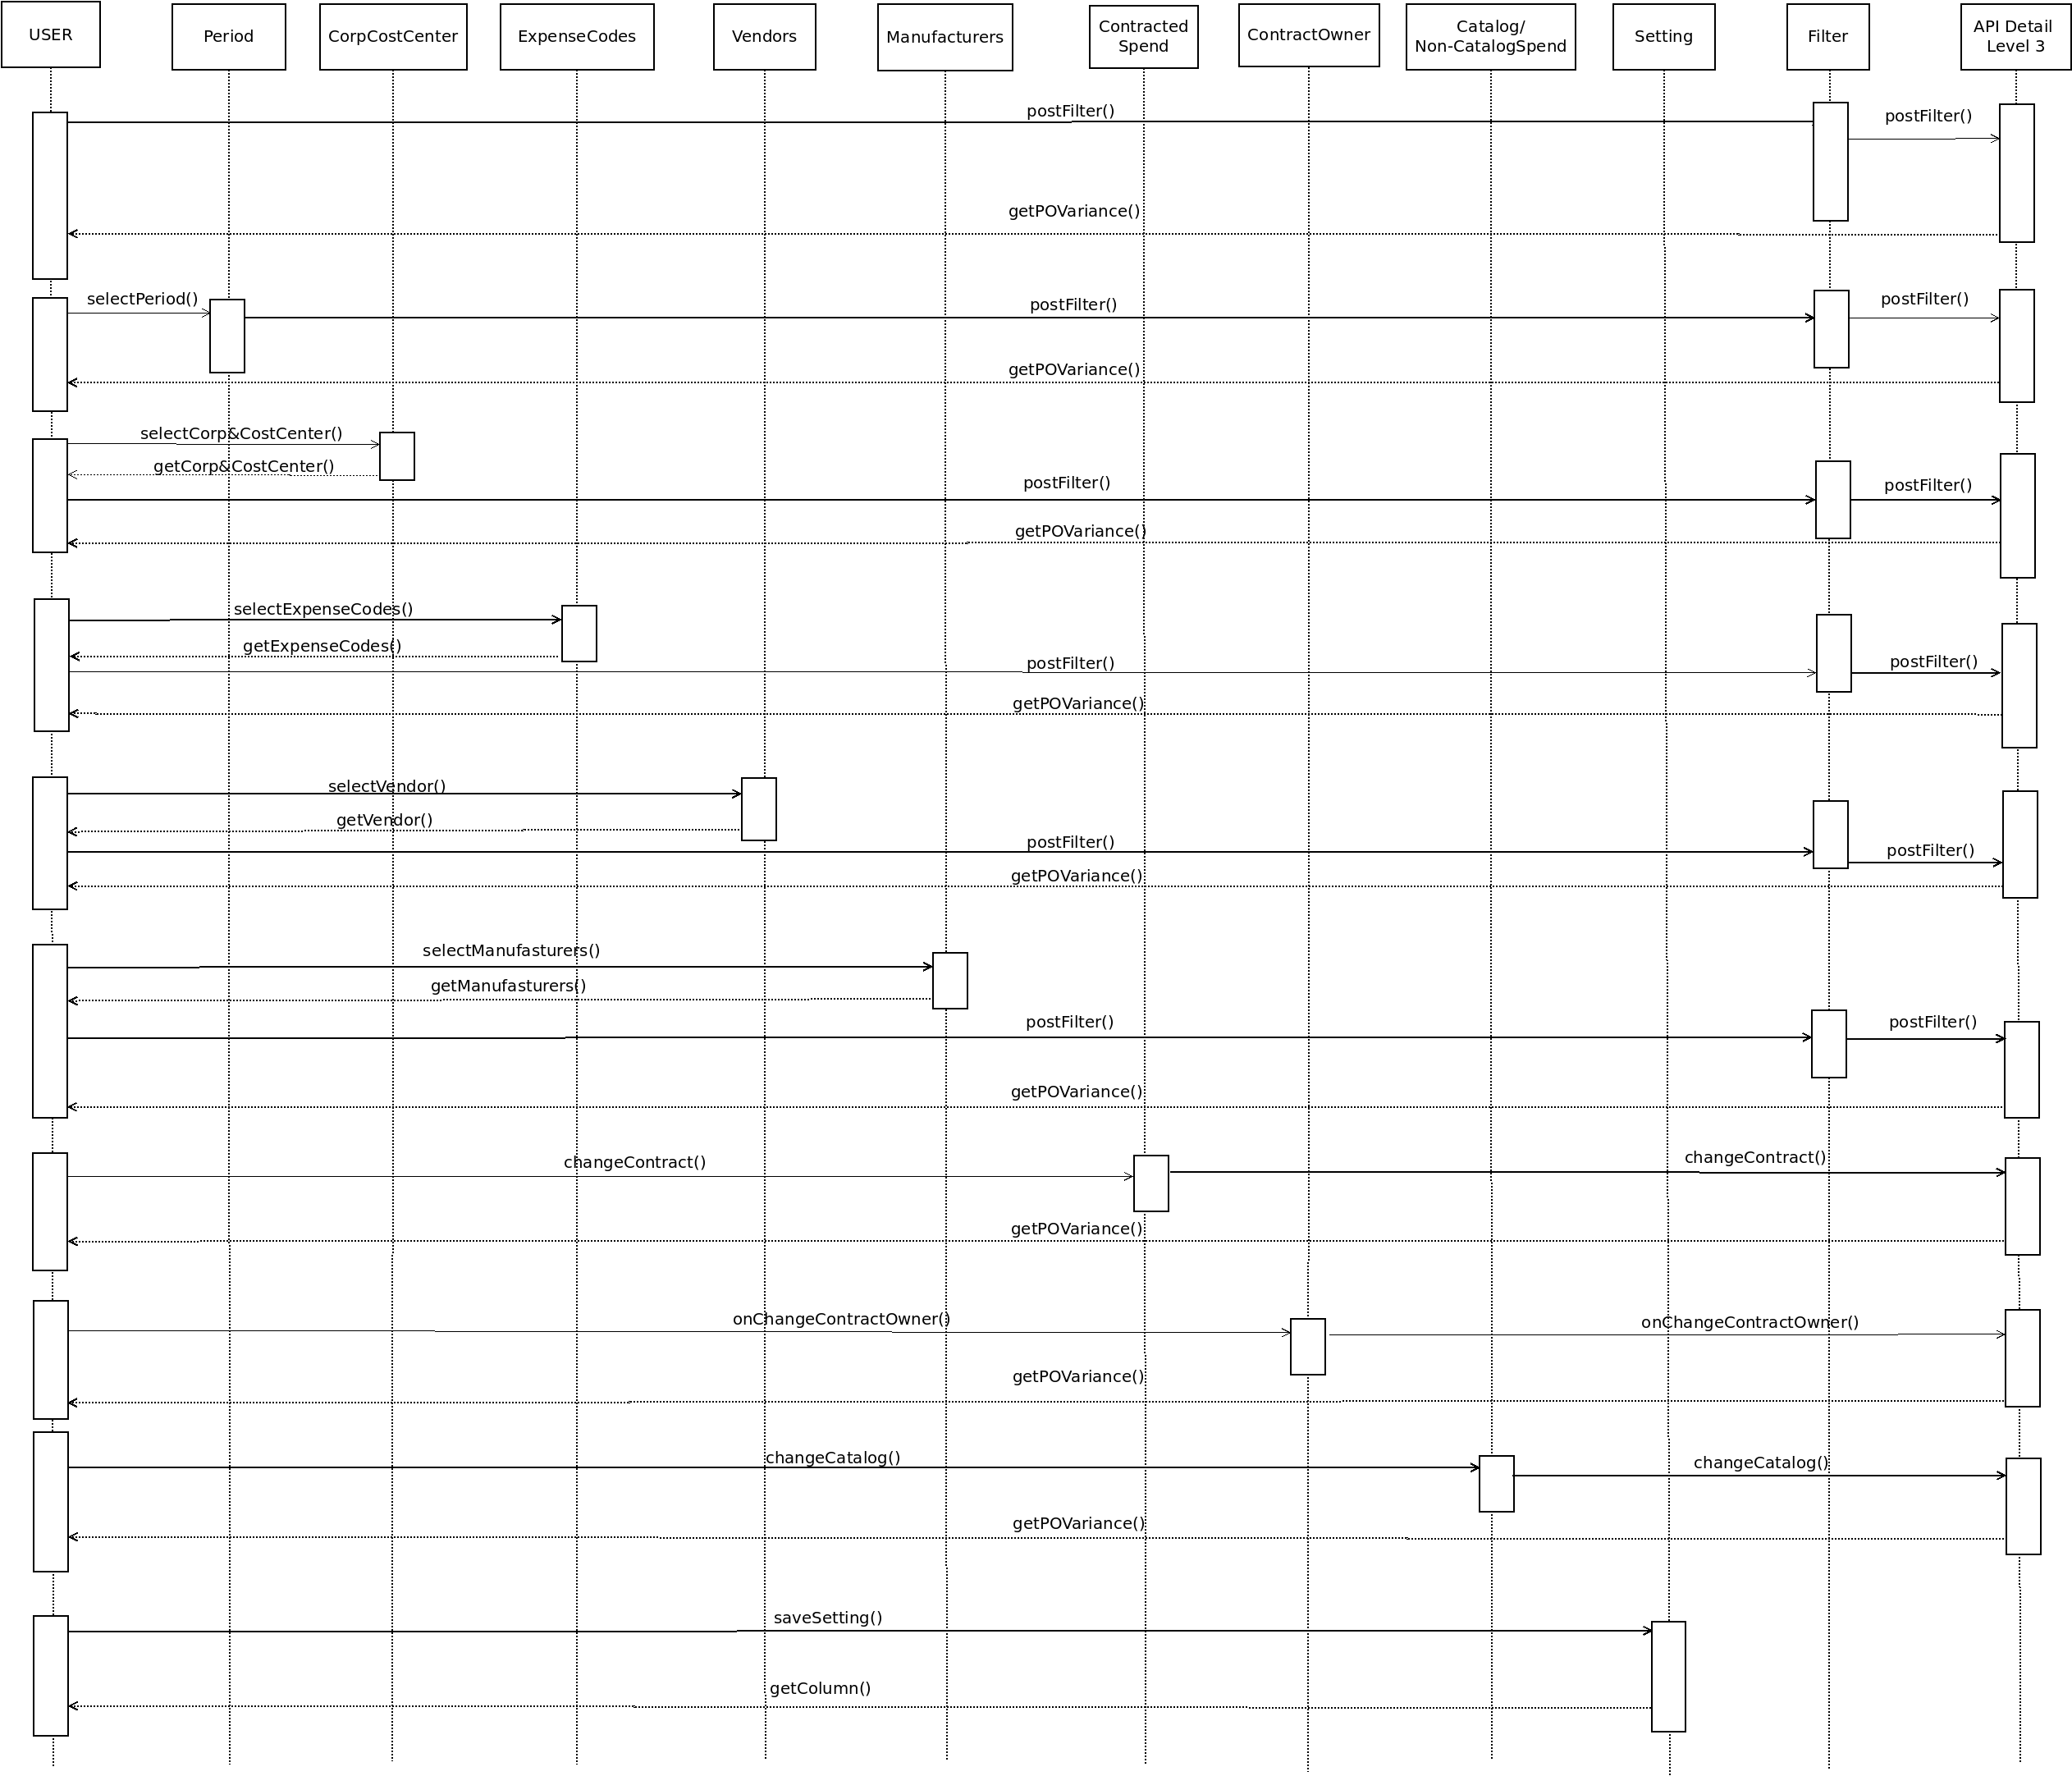 USER
Period
CorpCostCenter
ExpenseCodes
Vendors
Manufacturers
Contracted
Spend
ContractOwner
Catalog/
Non-CatalogSpend
Setting
Filter
API Detail
Level 3
postFilter()
postFilter()
getPOVariance()
selectPeriod()
postFilter()
postFilter()
getPOVariance()
selectCorp&CostCenter()
getCorp&CostCenter()
postFilter()
postFilter()
getPOVariance()
selectExpenseCodes()
getExpenseCodes()
postFilter()
postFilter()
getPOVariance()
selectVendor()
getVendor()
postFilter()
postFilter()
getPOVariance()
selectManufasturers()
getManufasturers()
postFilter()
postFilter()
getPOVariance()
changeContract()
changeContract()
getPOVariance()
onChangeContractOwner()
onChangeContractOwner()
getPOVariance()
changeCatalog()
changeCatalog()
getPOVariance()
saveSetting()
getColumn()